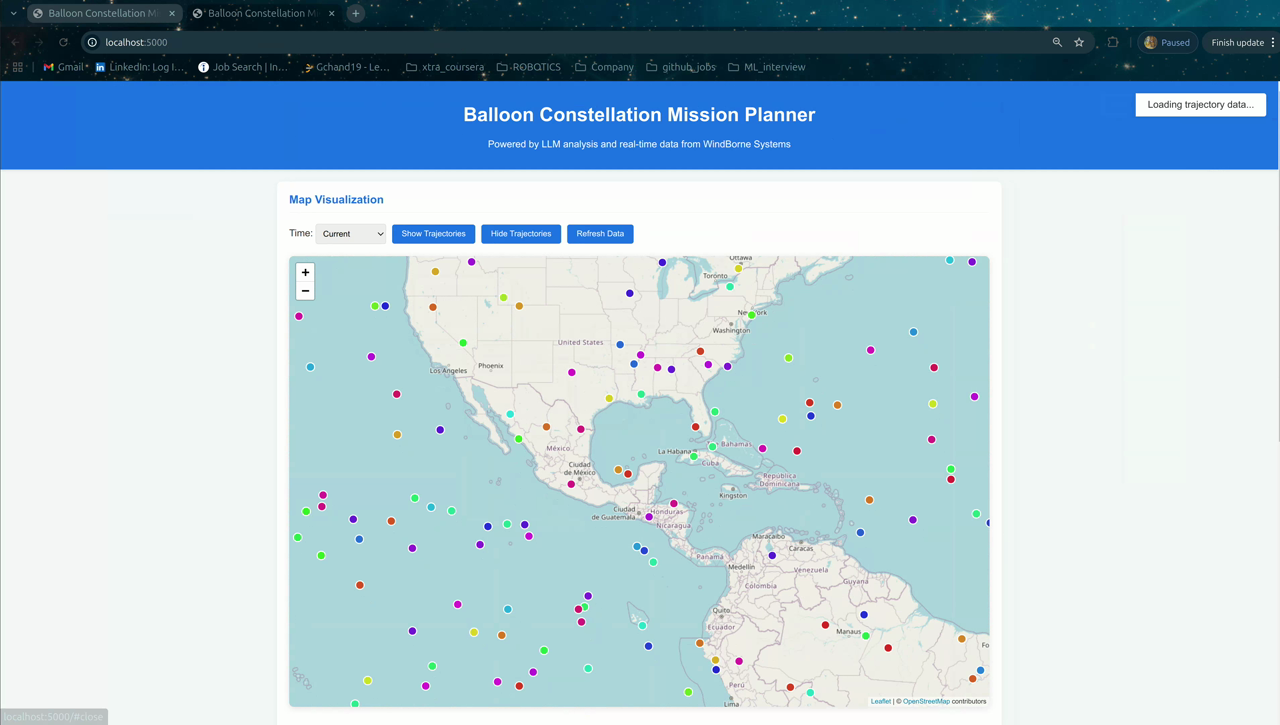 Balloon Constellation Mi
Balloon Constellation M
localhost:5000
Paused
Finish update
Gmail
LinkedIn: Log I...
Job Search | In...
Gchand19 - Le...
xtra_coursera
ROBOTICS
Company
github_jobs
ML_interview
Balloon Constellation Mission Planner
Loading trajectory data...
Powered by LLM analysis and real-time data from WindBorne Systems
Map Visualization
Time:
Current
Show Trajectories
Hide Trajectories
Refresh Data
+
−
Ottawa
Toronto
New York
Washington
United States
Los Angeles
Phoenix
México
Ciudad
de México
La Habana
Bahamas
Cuba
Kingston
República
Dominicana
Ciudad
de Guatemala
Honduras
Nicaragua
Panamá
Maracaibo
Caracas
Medellín
Venezuela
Guyana
Colombia
Quito
Ecuador
Manaus
Fo
Perú
Lima
Leaflet | © OpenStreetMap contributors
localhost:5000/#close